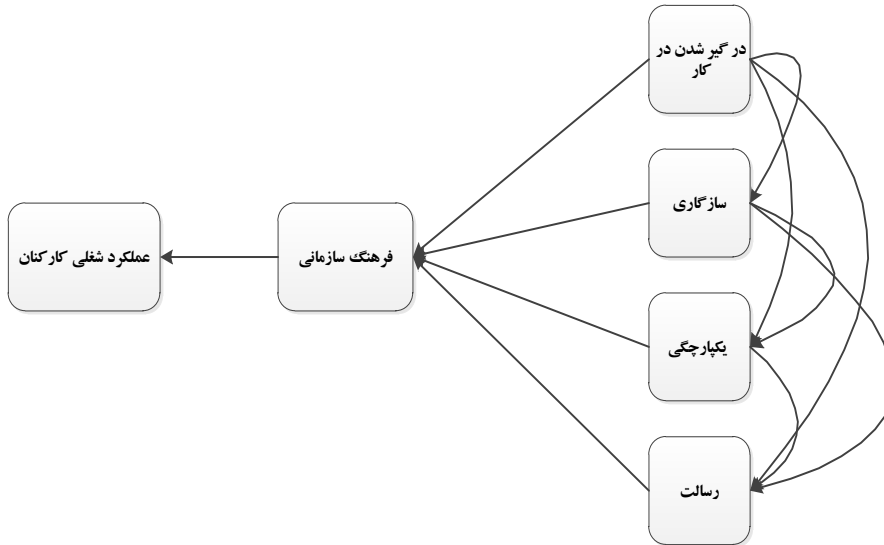 در گیر شدن در
کار
سازگاری
یکپارچگی
رسالت
فرهنگ سازمانی
عملکرد شغلی کارکنان